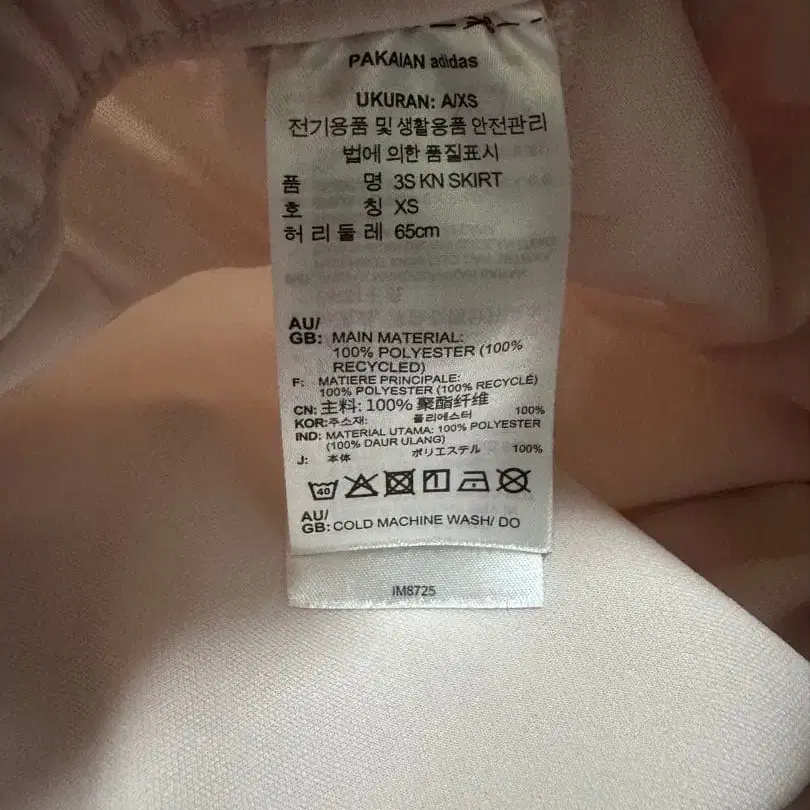 PAKAIAN adidas
UKURAN: A/XS
전기용품 및 생활용품 안전관리
법에 의한 품질표시
품 명 3S KN SKIRT
호 칭 XS
허리둘레 65cm
AU/
GB: MAIN MATERIAL:
100% POLYESTER (100%
RECYCLED)
F: MATIERE PRINCIPALE:
100% POLYESTER (100% RECYCLÉ)
CN: 主料: 100% 聚酯纤维
KOR:주소재: 폴리에스터 100%
IND: MATERIAL UTAMA: 100% POLYESTER
(100% DAUR ULANG)
J: 本体 ポリエステル 100%
40
AU/
GB: COLD MACHINE WASH/ DO
IM8725